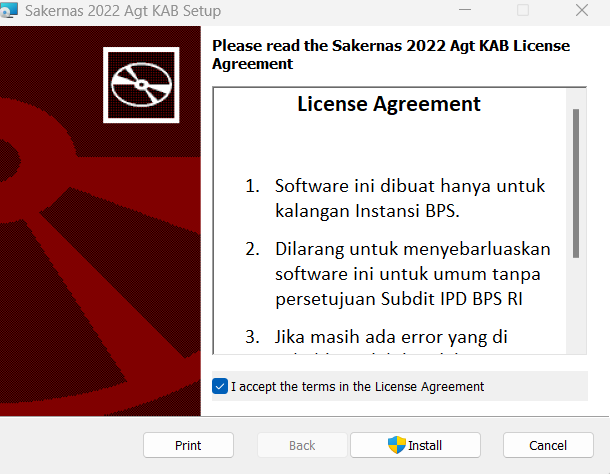 Sakernas 2022 Agt KAB Setup
Please read the Sakernas 2022 Agt KAB License
Agreement
License Agreement
1. Software ini dibuat hanya untuk
kalangan Instansi BPS.
2. Dilarang untuk menyebarluaskan
software ini untuk umum tanpa
persetujuan Subdit IPD BPS RI
3. Jika masih ada error yang di
I accept the terms in the License Agreement
Print
Back
Install
Cancel